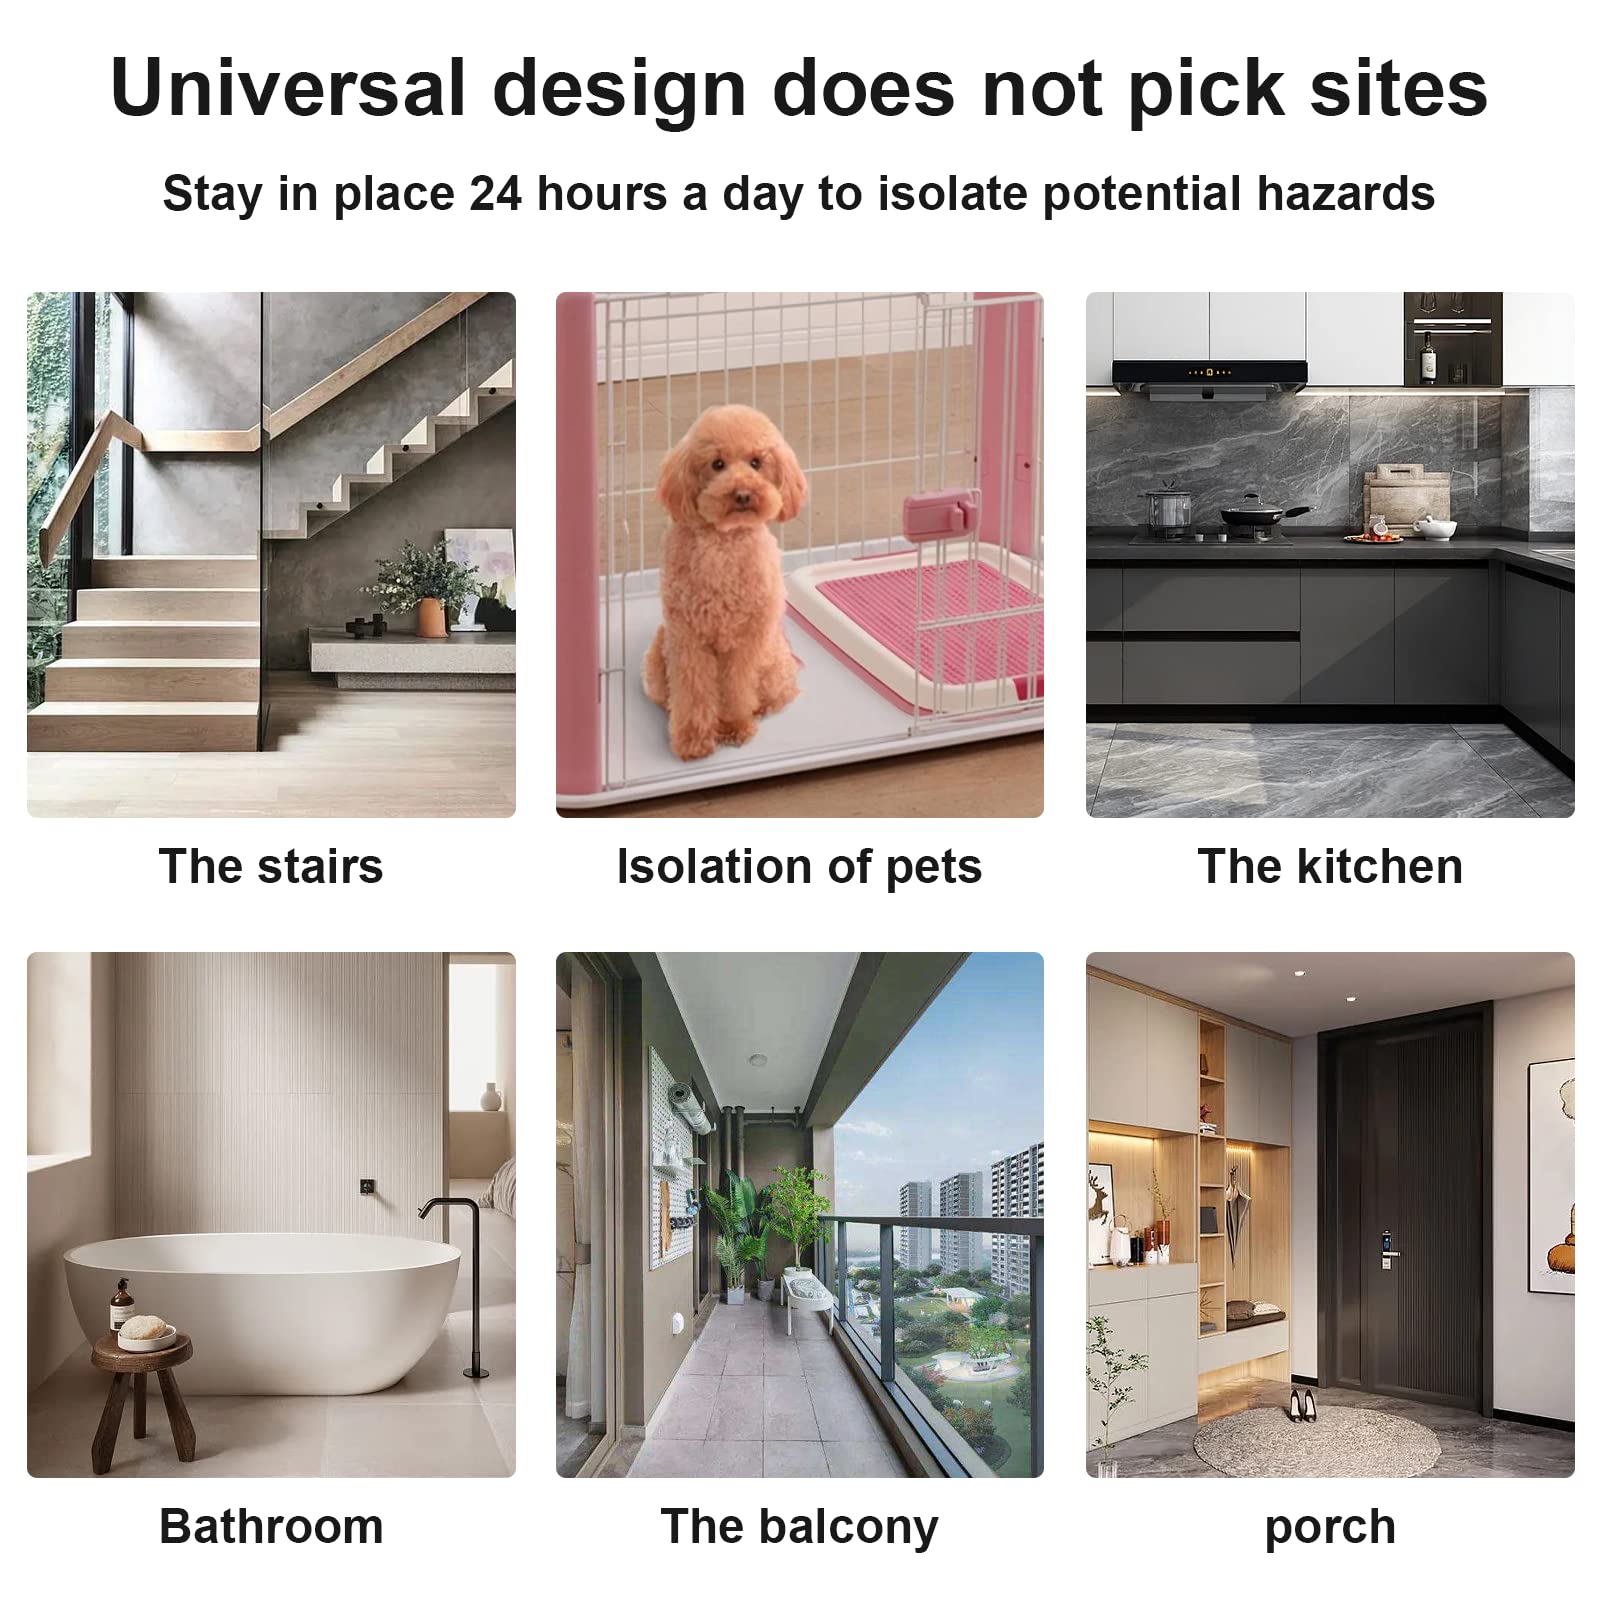 Universal design does not pick sites
Stay in place 24 hours a day to isolate potential hazards
The stairs
Isolation of pets
The kitchen
Bathroom
The balcony
porch